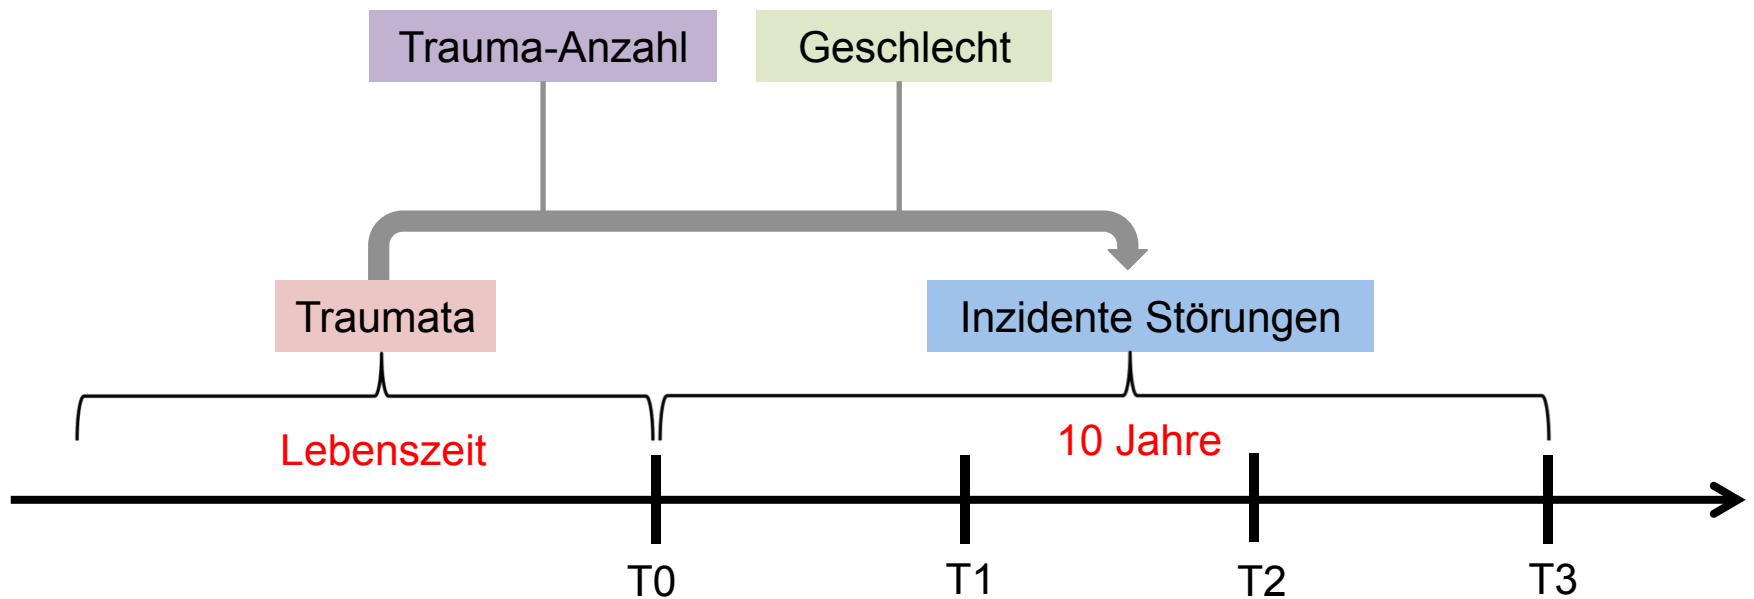 Trauma-Anzahl
Geschlecht
Traumata
Inzidente Störungen
Lebenszeit
10 Jahre
T0
T1
T2
T3